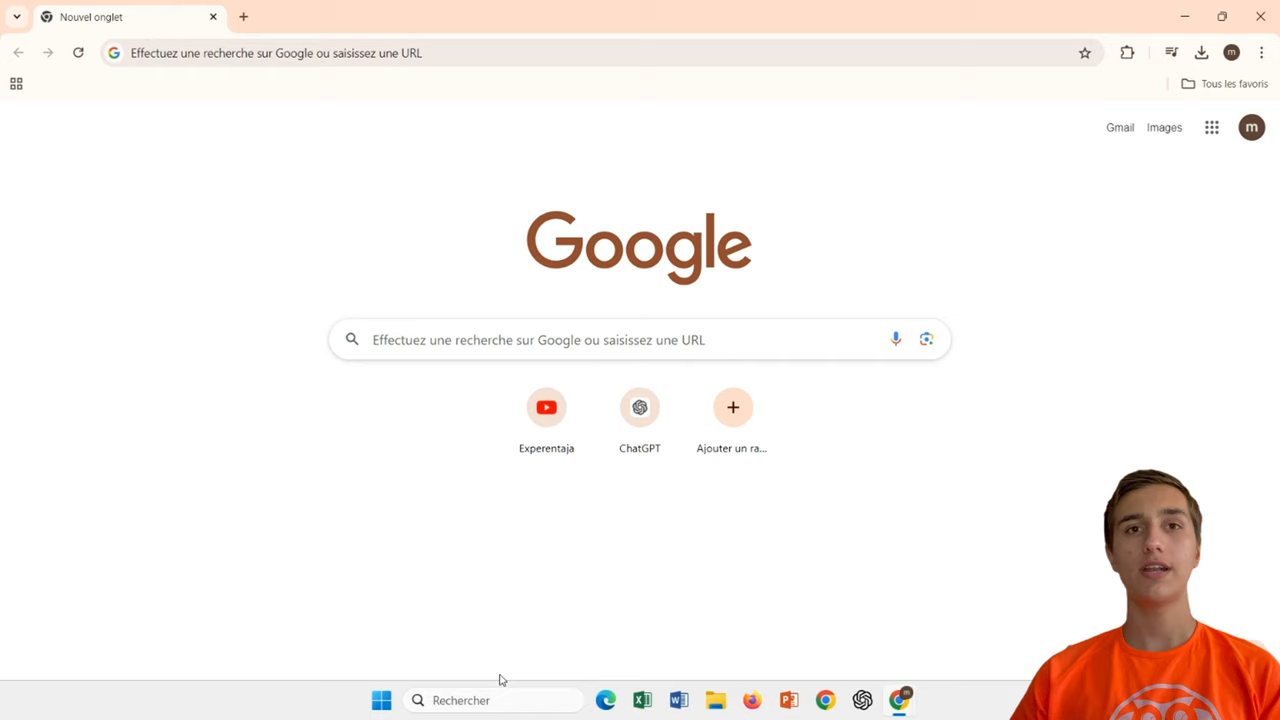 Nouvel onglet
Effectuez une recherche sur Google ou saisissez une URL
m
Tous les favoris
Gmail
Images
m
Google
Effectuez une recherche sur Google ou saisissez une URL
Experentaja
ChatGPT
Ajouter un ra...
Rechercher
m